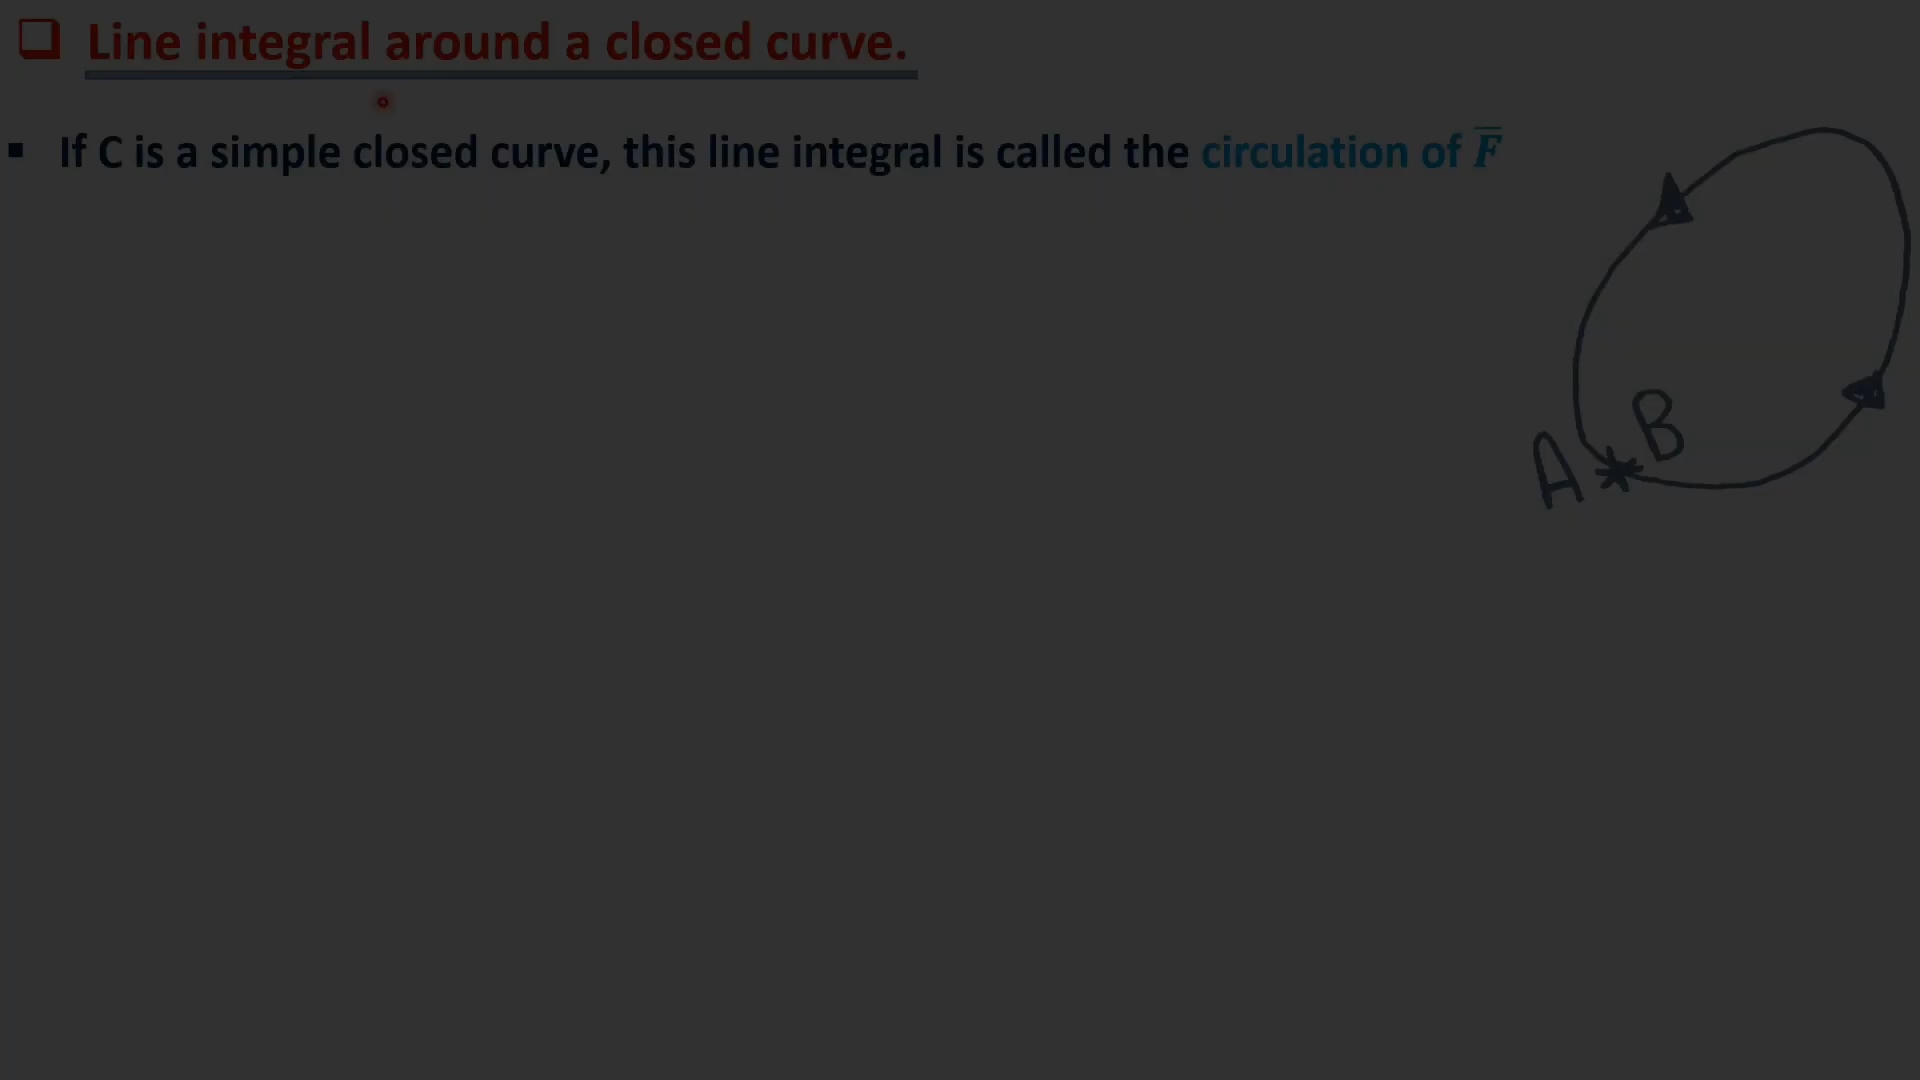 Line integral around a closed curve.
If C is a simple closed curve, this line integral is called the circulation of F̅
B
A